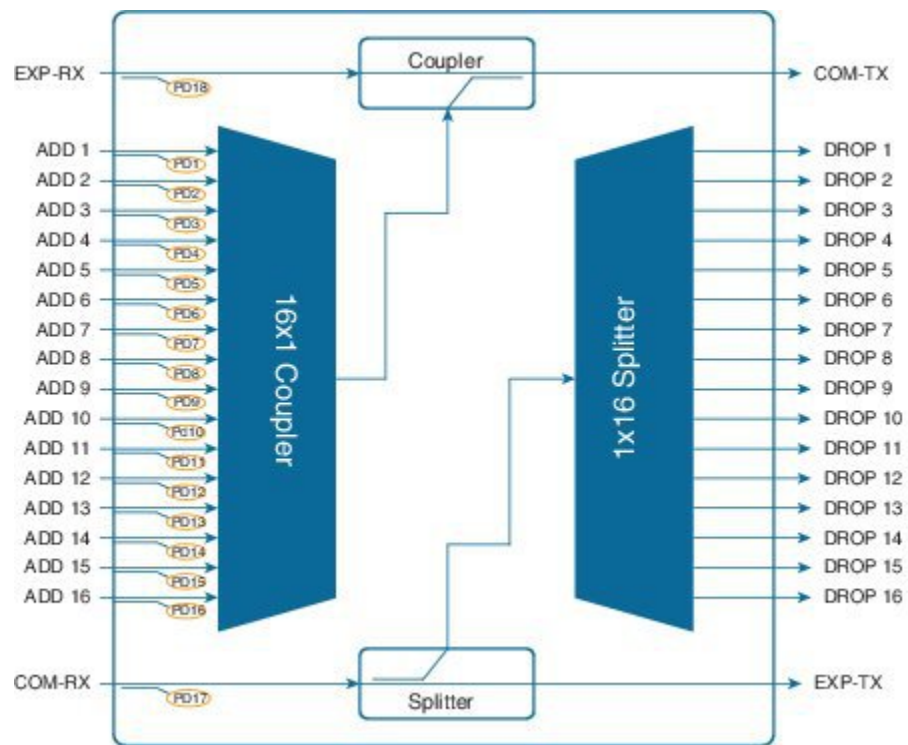 Coupler
EXP-RX
COM-TX
PD18
ADD 1
PD1
DROP 1
ADD 2
PD2
DROP 2
ADD 3
PD3
DROP 3
ADD 4
PD4
DROP 4
ADD 5
PD5
DROP 5
ADD 6
PD6
DROP 6
ADD 7
PD7
DROP 7
ADD 8
PD8
DROP 8
ADD 9
PD9
DROP 9
ADD 10
Pd10
DROP 10
ADD 11
PD11
DROP 11
ADD 12
PD12
DROP 12
ADD 13
PD13
DROP 13
ADD 14
PD14
DROP 14
ADD 15
PD15
DROP 15
ADD 16
PD16
DROP 16
16x1 Coupler
1x16 Splitter
COM-RX
PD17
Splitter
EXP-TX